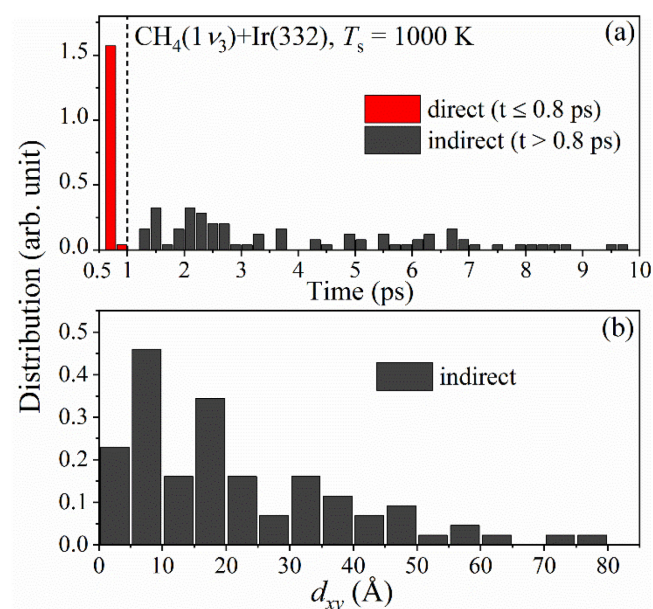 CH₄(1ν₃)+Ir(332), Tₛ = 1000 K
(a)
direct (t ≤ 0.8 ps)
indirect (t > 0.8 ps)
1.5
1.0
0.5
0.0
0.5 1 2 3 4 5 6 7 8 9 10
Time (ps)
Distribution (arb. unit)
(b)
indirect
0.5
0.4
0.3
0.2
0.1
0.0
0 10 20 30 40 50 60 70 80
dₓᵧ (Å)